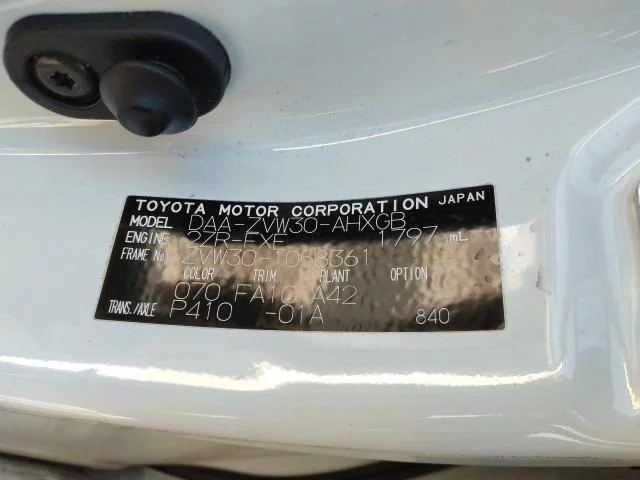 TOYOTA MOTOR CORPORATION JAPAN
MODEL DAA-ZVW30-AHXGB
ENGINE 2ZR-FXE 1797 mL
FRAME No. ZVW30-1088361
COLOR TRIM PLANT
070 FA10 A42
TRANS./AXLE P410 -01A 840